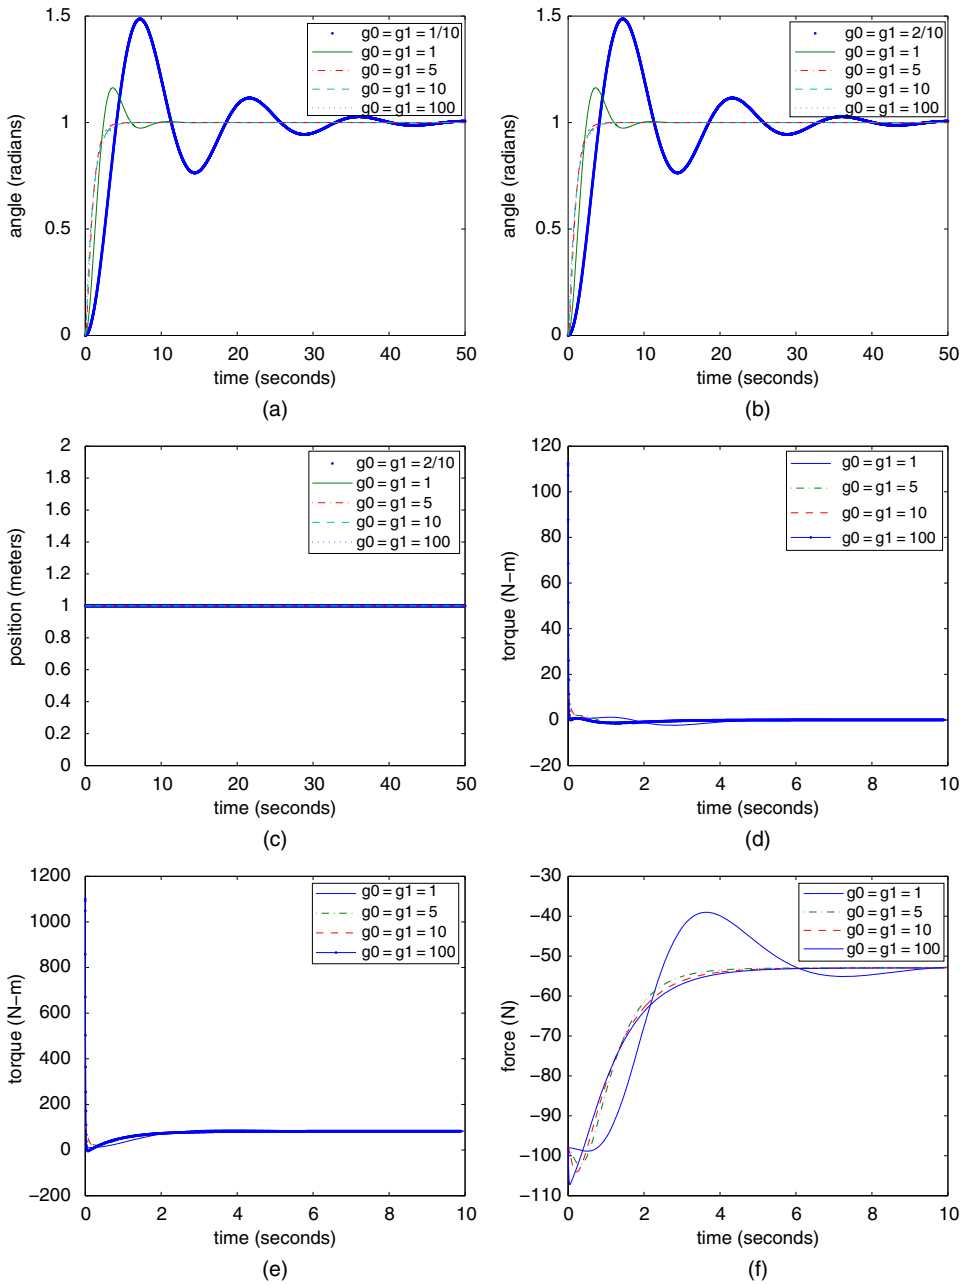 1.5
1
0.5
0
angle (radians)
g0 = g1 = 1/10
g0 = g1 = 1
g0 = g1 = 5
g0 = g1 = 10
g0 = g1 = 100
0 10 20 30 40 50
time (seconds)
(a)
1.5
1
0.5
0
angle (radians)
g0 = g1 = 2/10
g0 = g1 = 1
g0 = g1 = 5
g0 = g1 = 10
g0 = g1 = 100
0 10 20 30 40 50
time (seconds)
(b)
2
1.8
1.6
1.4
1.2
1
0.8
0.6
0.4
0.2
0
position (meters)
g0 = g1 = 2/10
g0 = g1 = 1
g0 = g1 = 5
g0 = g1 = 10
g0 = g1 = 100
0 10 20 30 40 50
time (seconds)
(c)
120
100
80
60
40
20
0
−20
torque (N−m)
g0 = g1 = 1
g0 = g1 = 5
g0 = g1 = 10
g0 = g1 = 100
0 2 4 6 8 10
time (seconds)
(d)
1200
1000
800
600
400
200
0
−200
torque (N−m)
g0 = g1 = 1
g0 = g1 = 5
g0 = g1 = 10
g0 = g1 = 100
0 2 4 6 8 10
time (seconds)
(e)
−30
−40
−50
−60
−70
−80
−90
−100
−110
force (N)
g0 = g1 = 1
g0 = g1 = 5
g0 = g1 = 10
g0 = g1 = 100
0 2 4 6 8 10
time (seconds)
(f)